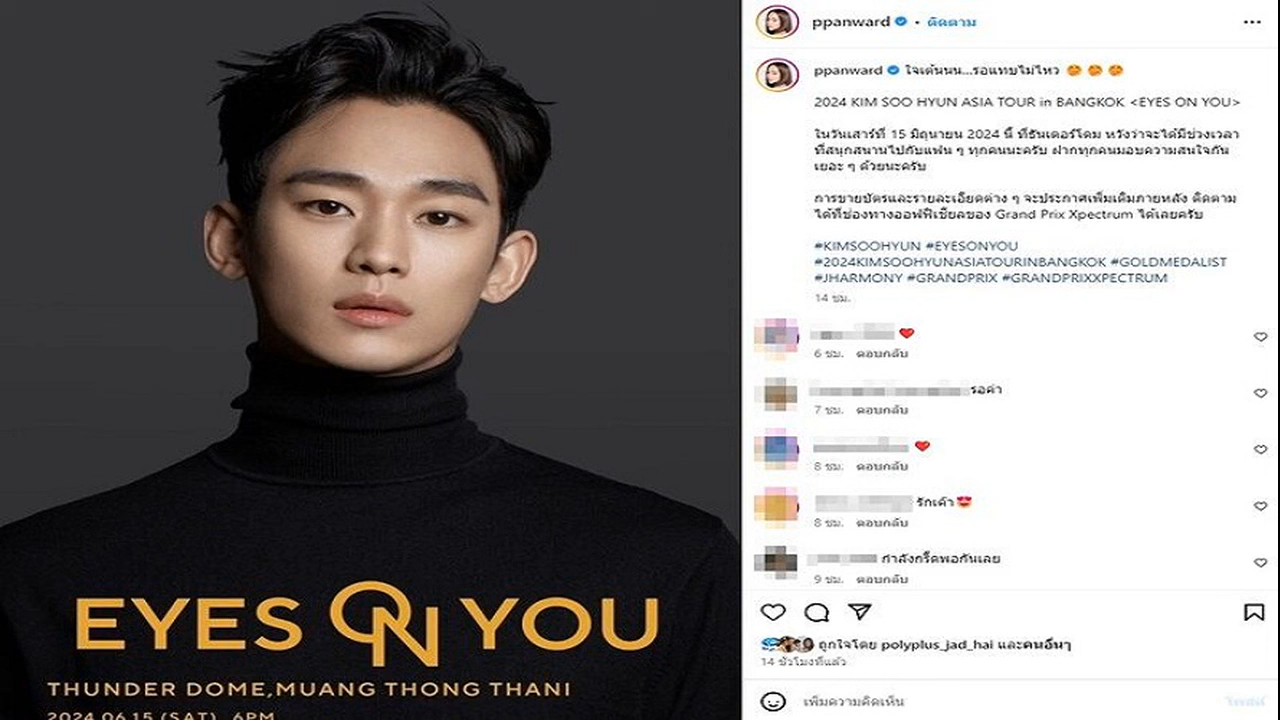 EYES ON YOU
THUNDER DOME,MUANG THONG THANI
2024.06.15 (SAT) 6PM
ppanward • ติดตาม
ppanward ใจเต้นนน...รอแทบไม่ไหว
2024 KIM SOO HYUN ASIA TOUR in BANGKOK <EYES ON YOU>
ในวันเสาร์ที่ 15 มิถุนายน 2024 นี้ ที่ธันเดอร์โดม หวังว่าจะได้มีช่วงเวลา
ที่สนุกสนานไปกับแฟน ๆ ทุกคนนะครับ ฝากทุกคนมอบความสนใจกัน
เยอะ ๆ ด้วยนะครับ
การขายบัตรและรายละเอียดต่าง ๆ จะประกาศเพิ่มเติมภายหลัง ติดตาม
ได้ที่ช่องทางออฟฟิเชียลของ Grand Prix Xpectrum ได้เลยครับ
#KIMSOOHYUN #EYESONYOU
#2024KIMSOOHYUNASIATOURINBANGKOK #GOLDMEDALIST
#JHARMONY #GRANDPRIX #GRANDPRIXXPECTRUM
14 ชม.
6 ชม. ตอบกลับ
รอค่า
7 ชม. ตอบกลับ
8 ชม. ตอบกลับ
รักเค้า
8 ชม. ตอบกลับ
กำลังกรี๊ดพอกันเลย
9 ชม. ตอบกลับ
ถูกใจโดย polyplus_jad_hai และคนอื่นๆ
14 ชั่วโมงที่แล้ว
เพิ่มความคิดเห็น
โพสต์